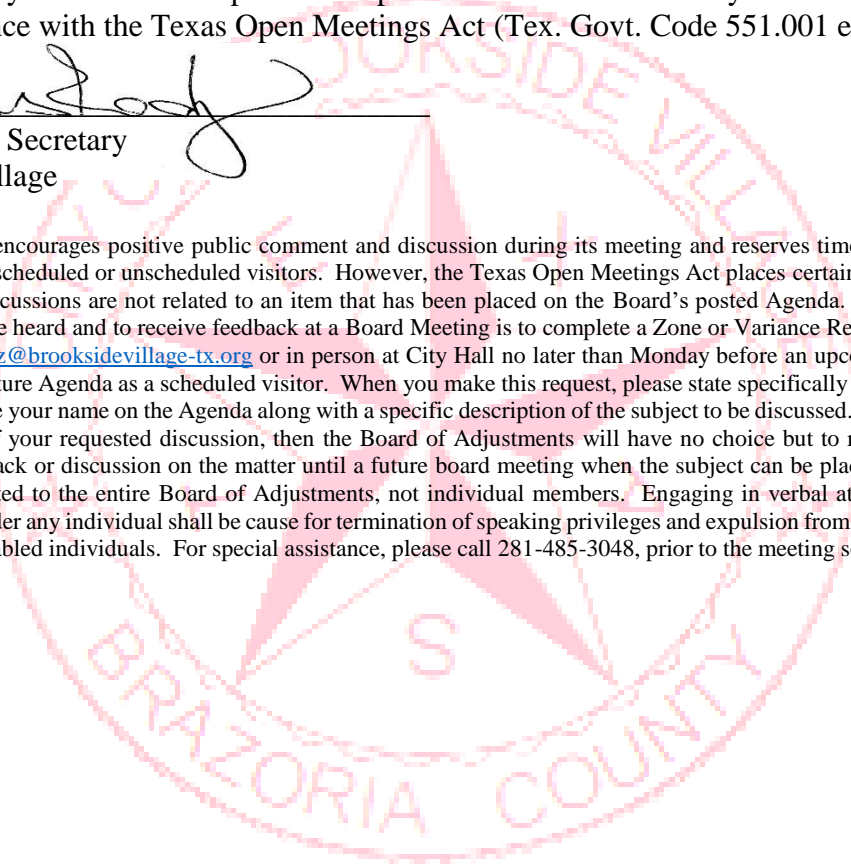 nce with the Texas Open Meetings Act (Tex. Govt. Code 551.001 e
Secretary
llage
encourages positive public comment and discussion during its meeting and reserves time
scheduled or unscheduled visitors. However, the Texas Open Meetings Act places certain
cussions are not related to an item that has been placed on the Board’s posted Agenda.
e heard and to receive feedback at a Board Meeting is to complete a Zone or Variance Re
z@brooksidevillage-tx.org or in person at City Hall no later than Monday before an upco
ture Agenda as a scheduled visitor. When you make this request, please state specifically
e your name on the Agenda along with a specific description of the subject to be discussed.
f your requested discussion, then the Board of Adjustments will have no choice but to r
ack or discussion on the matter until a future board meeting when the subject can be plac
ted to the entire Board of Adjustments, not individual members. Engaging in verbal at
der any individual shall be cause for termination of speaking privileges and expulsion from
bled individuals. For special assistance, please call 281-485-3048, prior to the meeting s
OOKSIDE VILLAGE
T E X A S
BRAZORIA COUNTY